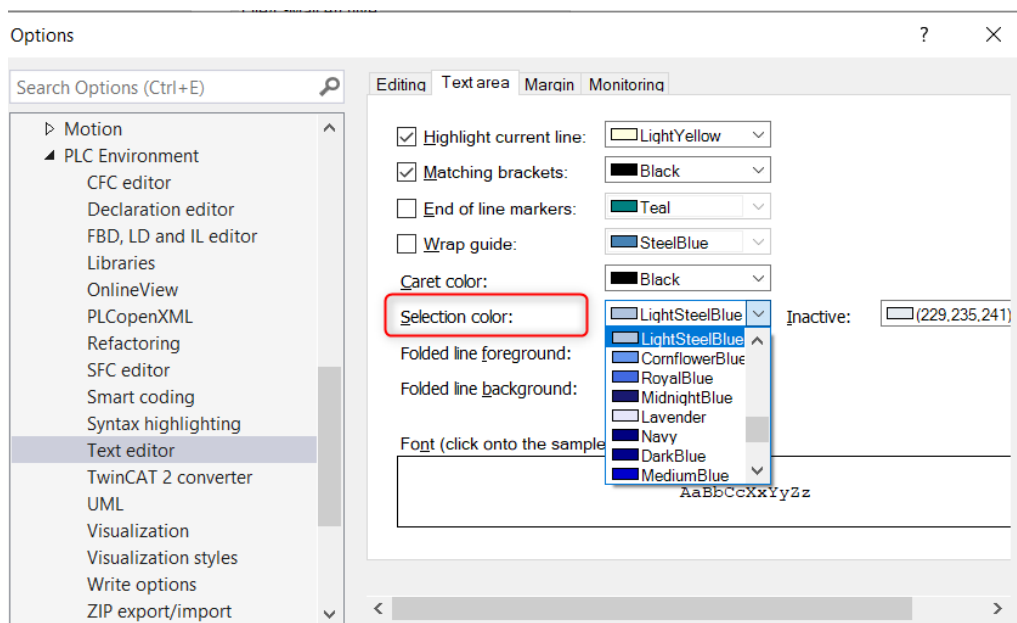 Options
?
Search Options (Ctrl+E)
Motion
PLC Environment
CFC editor
Declaration editor
FBD, LD and IL editor
Libraries
OnlineView
PLCopenXML
Refactoring
SFC editor
Smart coding
Syntax highlighting
Text editor
TwinCAT 2 converter
UML
Visualization
Visualization styles
Write options
ZIP export/import
Editing Text area Margin Monitoring
Highlight current line: LightYellow
Matching brackets: Black
End of line markers: Teal
Wrap guide: SteelBlue
Caret color: Black
Selection color: LightSteelBlue Inactive: (229,235,241)
Folded line foreground:
Folded line background:
LightSteelBlue
CornflowerBlue
RoyalBlue
MidnightBlue
Lavender
Navy
DarkBlue
MediumBlue
Font (click onto the sample
AaBbCcXxYyZz